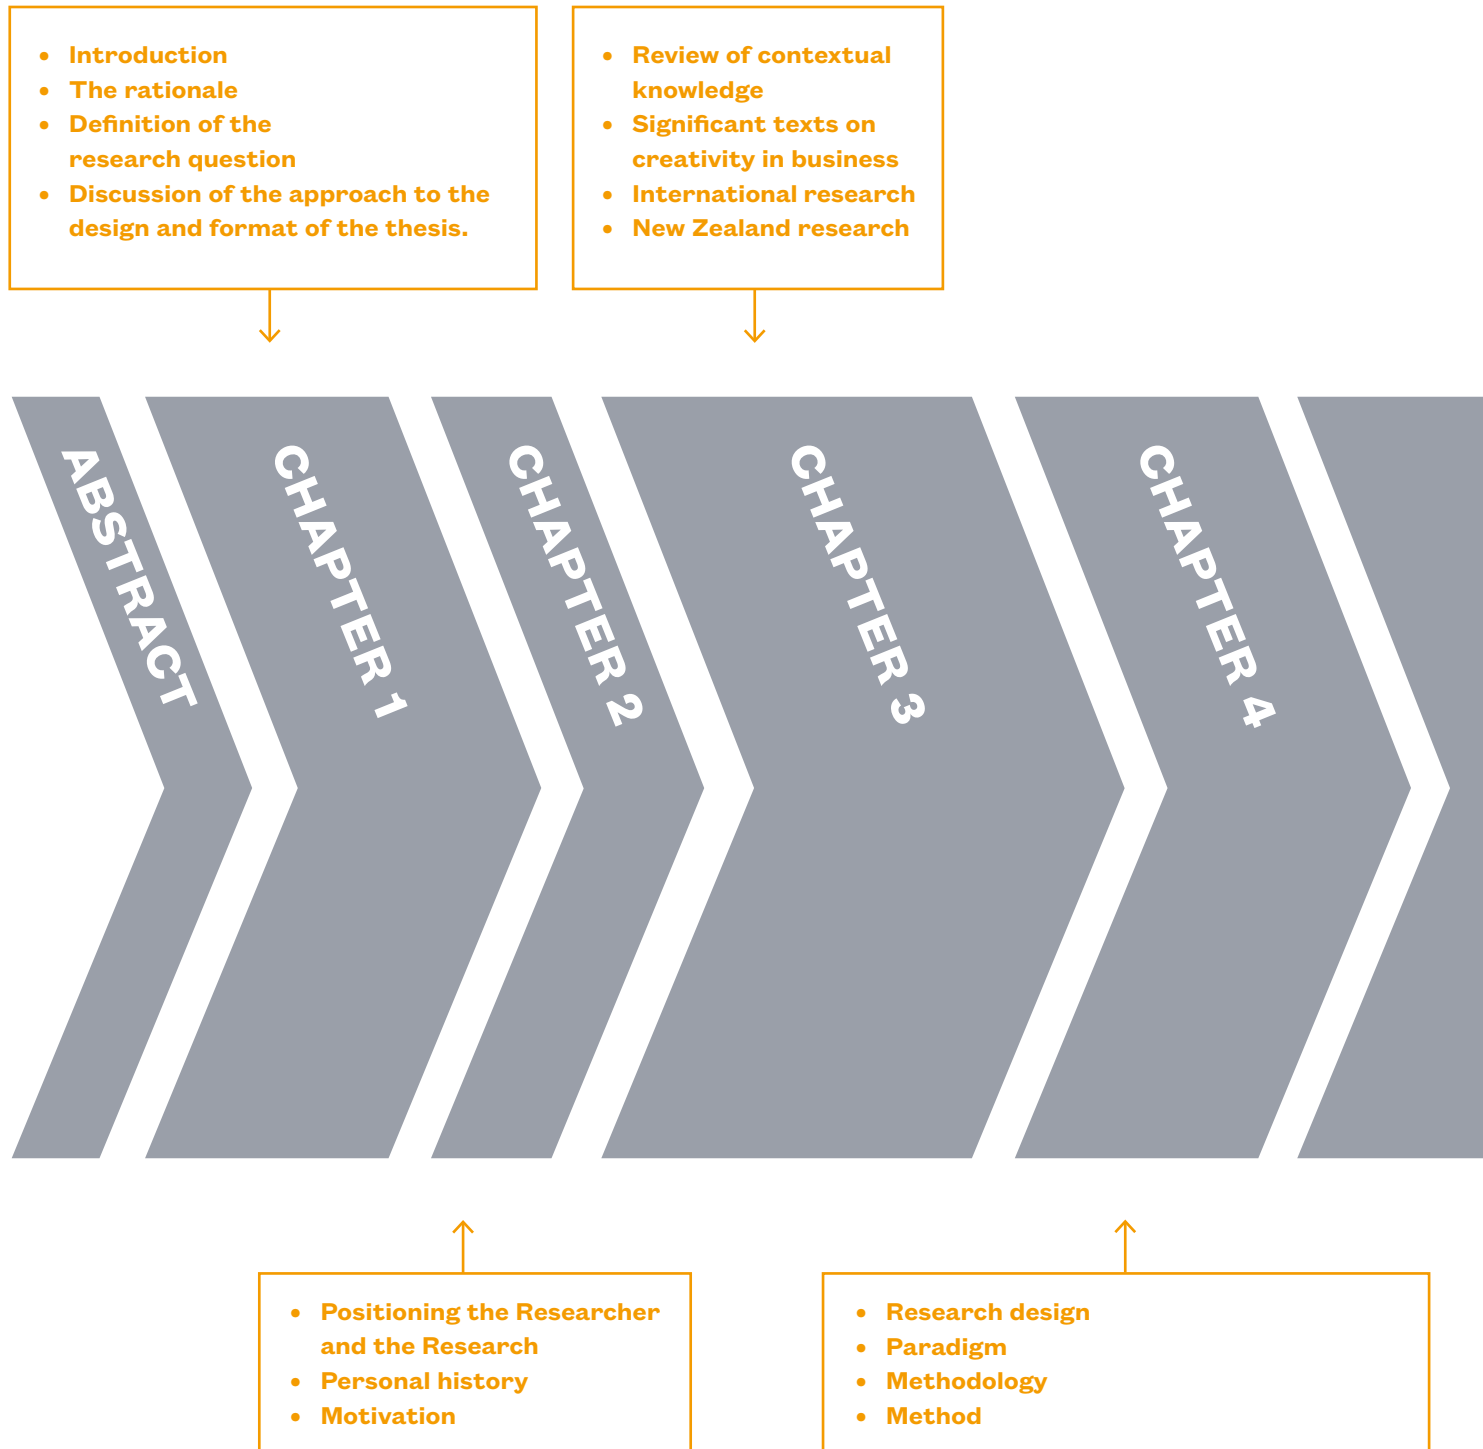 • Introduction
• The rationale
• Definition of the
research question
• Discussion of the approach to the
design and format of the thesis.
• Review of contextual
knowledge
• Significant texts on
creativity in business
• International research
• New Zealand research
ABSTRACT
CHAPTER 1
CHAPTER 2
CHAPTER 3
CHAPTER 4
• Positioning the Researcher
and the Research
• Personal history
• Motivation
• Research design
• Paradigm
• Methodology
• Method